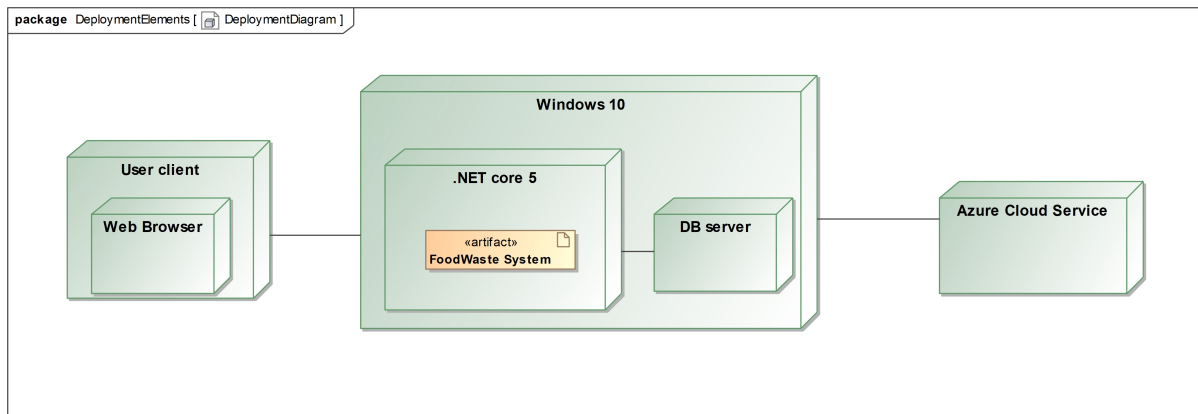 package DeploymentElements [ DeploymentDiagram ]
Windows 10
User client
.NET core 5
Web Browser
DB server
Azure Cloud Service
«artifact»
FoodWaste System